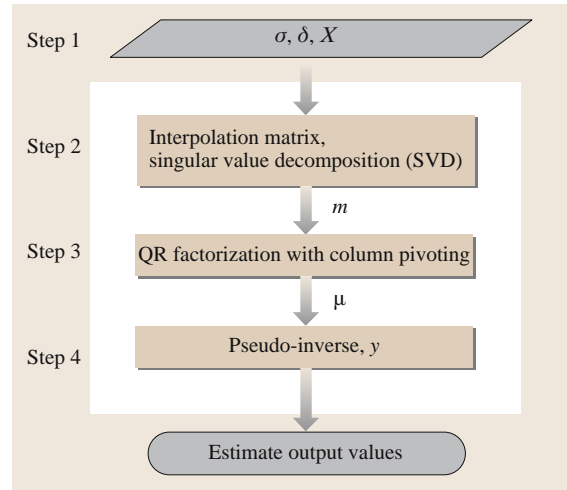 Step 1
σ, δ, X
Step 2
Interpolation matrix,
singular value decomposition (SVD)
m
Step 3
QR factorization with column pivoting
μ
Step 4
Pseudo-inverse, y
Estimate output values